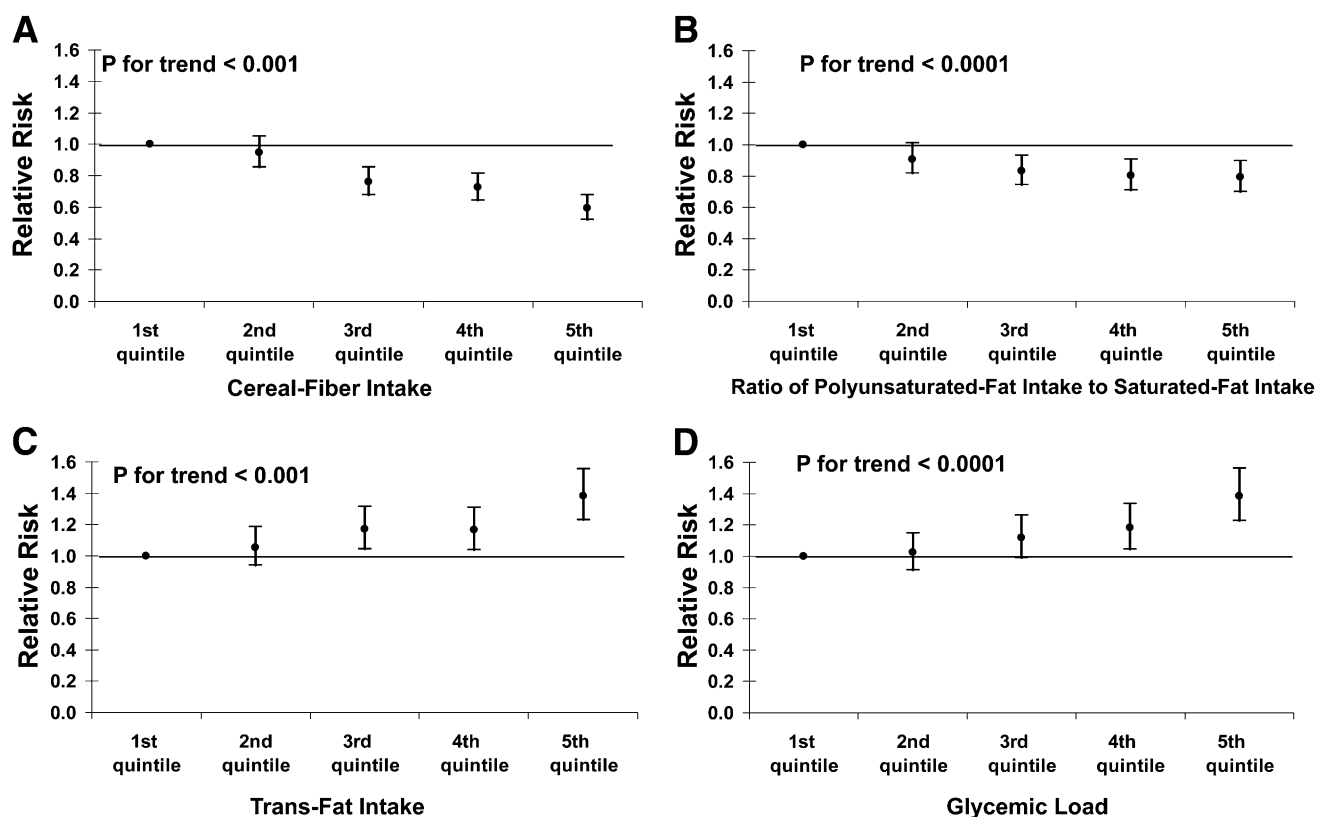 A
P for trend < 0.001
Relative Risk
1.6
1.4
1.2
1.0
0.8
0.6
0.4
0.2
0.0
1st quintile
2nd quintile
3rd quintile
4th quintile
5th quintile
Cereal-Fiber Intake
B
P for trend < 0.0001
Relative Risk
1.6
1.4
1.2
1.0
0.8
0.6
0.4
0.2
0.0
1st quintile
2nd quintile
3rd quintile
4th quintle
5th quintile
Ratio of Polyunsaturated-Fat Intake to Saturated-Fat Intake
C
P for trend < 0.001
Relative Risk
1.6
1.4
1.2
1.0
0.8
0.6
0.4
0.2
0.0
1st quintile
2nd quintile
3rd quintile
4th quintile
5th quintile
Trans-Fat Intake
D
P for trend < 0.0001
Relative Risk
1.6
1.4
1.2
1.0
0.8
0.6
0.4
0.2
0.0
1st quintile
2nd quintile
3rd quintile
4th quintile
5th quintile
Glycemic Load